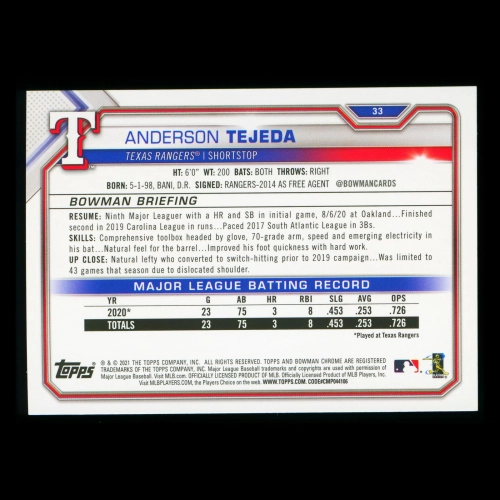 33
T
ANDERSON TEJEDA
TEXAS RANGERS® | SHORTSTOP
HT: 6'0" WT: 200 BATS: BOTH THROWS: RIGHT
BORN: 5-1-98, BANI, D.R. SIGNED: RANGERS-2014 AS FREE AGENT @BOWMANCARDS
BOWMAN BRIEFING
RESUME: Ninth Major Leaguer with a HR and SB in initial game, 8/6/20 at Oakland...Finished
second in 2019 Carolina League in runs...Paced 2017 South Atlantic League in 3Bs.
SKILLS: Comprehensive toolbox headed by glove, 70-grade arm, speed and emerging electricity in
his bat...Natural feel for the barrel...Improved his foot quickness with hard work.
UP CLOSE: Natural lefty who converted to switch-hitting prior to 2019 campaign...Was limited to
43 games that season due to dislocated shoulder.
MAJOR LEAGUE BATTING RECORD
YR G AB HR RBI SLG AVG OPS
2020* 23 75 3 8 .453 .253 .726
TOTALS 23 75 3 8 .453 .253 .726
*Played at Texas Rangers
Topps
® & © 2021 THE TOPPS COMPANY, INC. ALL RIGHTS RESERVED. TOPPS AND BOWMAN CHROME ARE REGISTERED
TRADEMARKS OF THE TOPPS COMPANY, INC. Major League Baseball trademarks and copyrights are used with permission of
Major League Baseball. Visit MLB.com. OFFICIALLY LICENSED PRODUCT OF MLB Players, Inc.
Visit MLBPLAYERS.com, the Players Choice on the web. WWW.TOPPS.COM. CODE#CMP044106